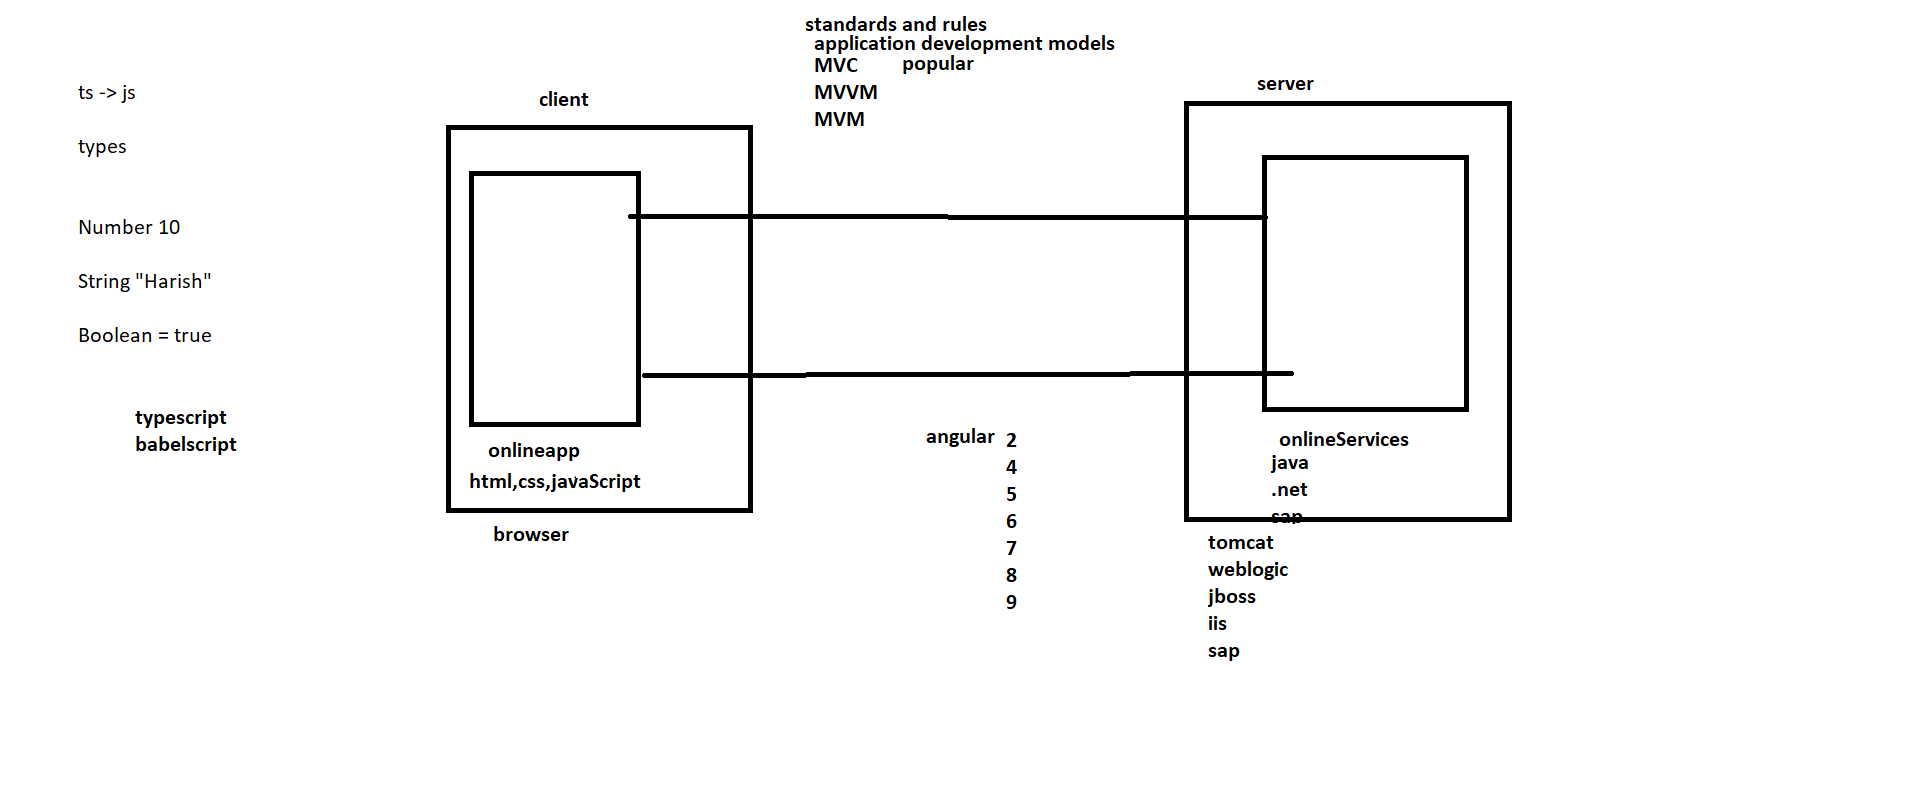 standards and rules
application development models
MVC popular
MVVM
MVM
ts -> js
types
Number 10
String "Harish"
Boolean = true
typescript
babelscript
client
onlineapp
html,css,javaScript
browser
angular 2
4
5
6
7
8
9
server
onlineServices
java
.net
sap
tomcat
weblogic
jboss
iis
sap